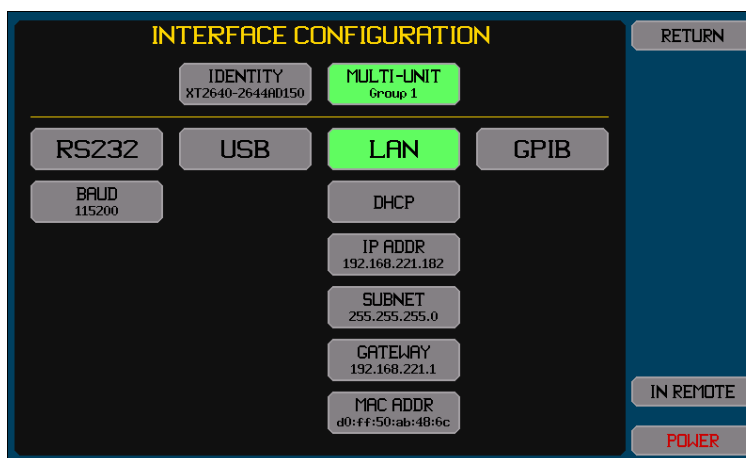 INTERFACE CONFIGURATION
RETURN
IDENTITY
XT2640-2644AD150
MULTI-UNIT
Group 1
RS232
USB
LAN
GPIB
BAUD
115200
DHCP
IP ADDR
192.168.221.182
SUBNET
255.255.255.0
GATEWAY
192.168.221.1
MAC ADDR
d0:ff:50:ab:48:6c
IN REMOTE
POWER